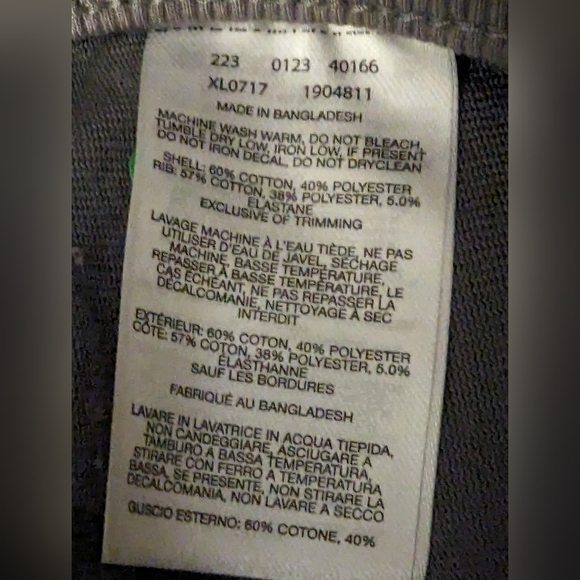 223 0123 40166
XL0717 1904811
MADE IN BANGLADESH
MACHINE WASH WARM, DO NOT BLEACH,
TUMBLE DRY LOW, IRON LOW, IF PRESENT
DO NOT IRON DECAL, DO NOT DRYCLEAN
SHELL: 60% COTTON, 40% POLYESTER
RIB: 57% COTTON, 38% POLYESTER, 5.0%
ELASTANE
EXCLUSIVE OF TRIMMING
LAVAGE MACHINE À L'EAU TIÈDE, NE PAS
UTILISER D'EAU DE JAVEL, SÉCHAGE
MACHINE, BASSE TEMPÉRATURE,
REPASSER À BASSE TEMPÉRATURE, LE
CAS ÉCHÉANT, NE PAS REPASSER LA
DÉCALCOMANIE, NETTOYAGE À SEC
INTERDIT
EXTÉRIEUR: 60% COTON, 40% POLYESTER
CÔTE: 57% COTON, 38% POLYESTER, 5.0%
ÉLASTHANNE
SAUF LES BORDURES
FABRIQUÉ AU BANGLADESH
LAVARE IN LAVATRICE IN ACQUA TIEPIDA,
NON CANDEGGIARE, ASCIUGARE A
TAMBURO A BASSA TEMPERATURA,
STIRARE CON FERRO A TEMPERATURA
BASSA, SE PRESENTE, NON STIRARE LA
DECALCOMANIA, NON LAVARE A SECCO
GUSCIO ESTERNO: 60% COTONE, 40%